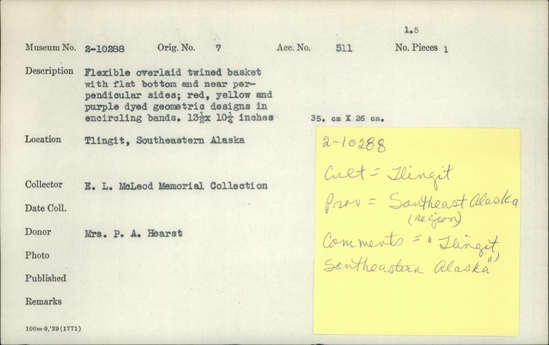 1.5
Museum No. 2-10288 Orig. No. 7 Acc. No. 511 No. Pieces 1
Description Flexible overlaid twined basket
with flat bottom and near per-
pendicular sides; red, yellow and
purple dyed geometric designs in
encircling bands. 13½x 10¼ inches 35. cm X 26 cm.
Location Tlingit, Southeastern Alaska
Collector E. L. McLeod Memorial Collection
Date Coll.
Donor Mrs. P. A. Hearst
Photo
Published
Remarks
100m-9,'39(1771)
2-10288
Cult = Tlingit
Prov = Southeast Alaska
(region)
Comments = "Tlingit,
Southeastern Alaska"